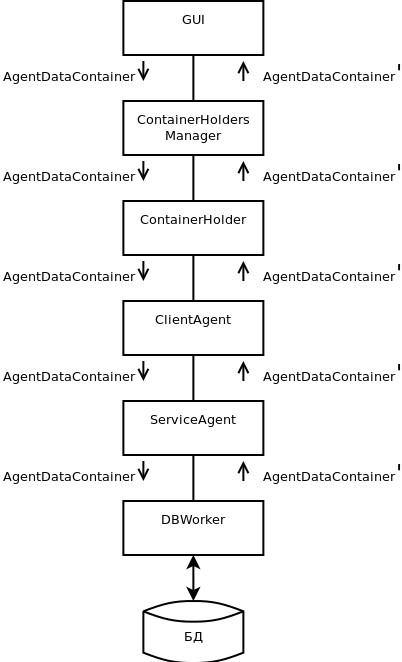 GUI
AgentDataContainer
AgentDataContainer'
ContainerHolders
Manager
AgentDataContainer
AgentDataContainer'
ContainerHolder
AgentDataContainer
AgentDataContainer'
ClientAgent
AgentDataContainer
AgentDataContainer'
ServiceAgent
AgentDataContainer
AgentDataContainer'
DBWorker
БД